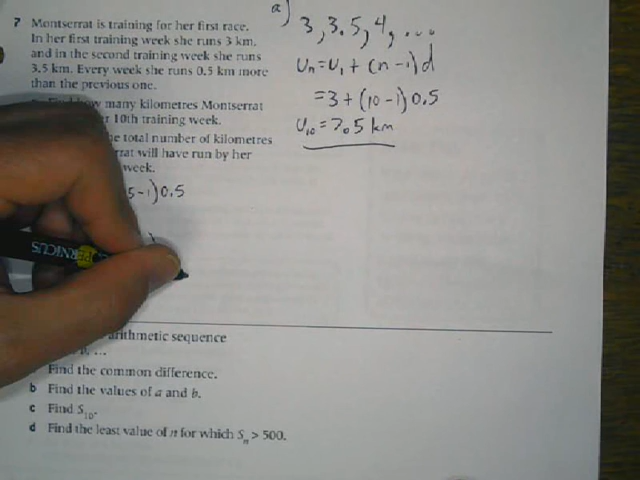 7 Montserrat is training for her first race.
In her first training week she runs 3 km,
and in the second training week she runs
3.5 km. Every week she runs 0.5 km more
than the previous one.
Find how many kilometres Montserrat
10th training week.
total number of kilometres
will have run by her
week.
5-1)0.5
a)
3, 3.5, 4, ...
Un = U1 + (n-1)d
= 3 + (10-1)0.5
U10 = 7.5 km
arithmetic sequence
Find the common difference.
b Find the values of a and b.
c Find S10.
d Find the least value of n for which Sn > 500.